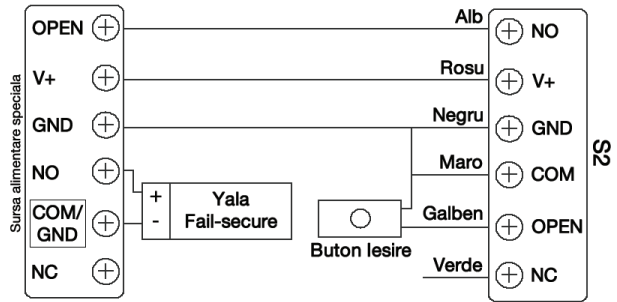 Sursa alimentare speciala
OPEN
V+
GND
NO
COM/
GND
NC
+
-
Yala
Fail-secure
Buton Iesire
Alb
Rosu
Negru
Maro
Galben
Verde
NO
V+
GND
COM
OPEN
NC
S2